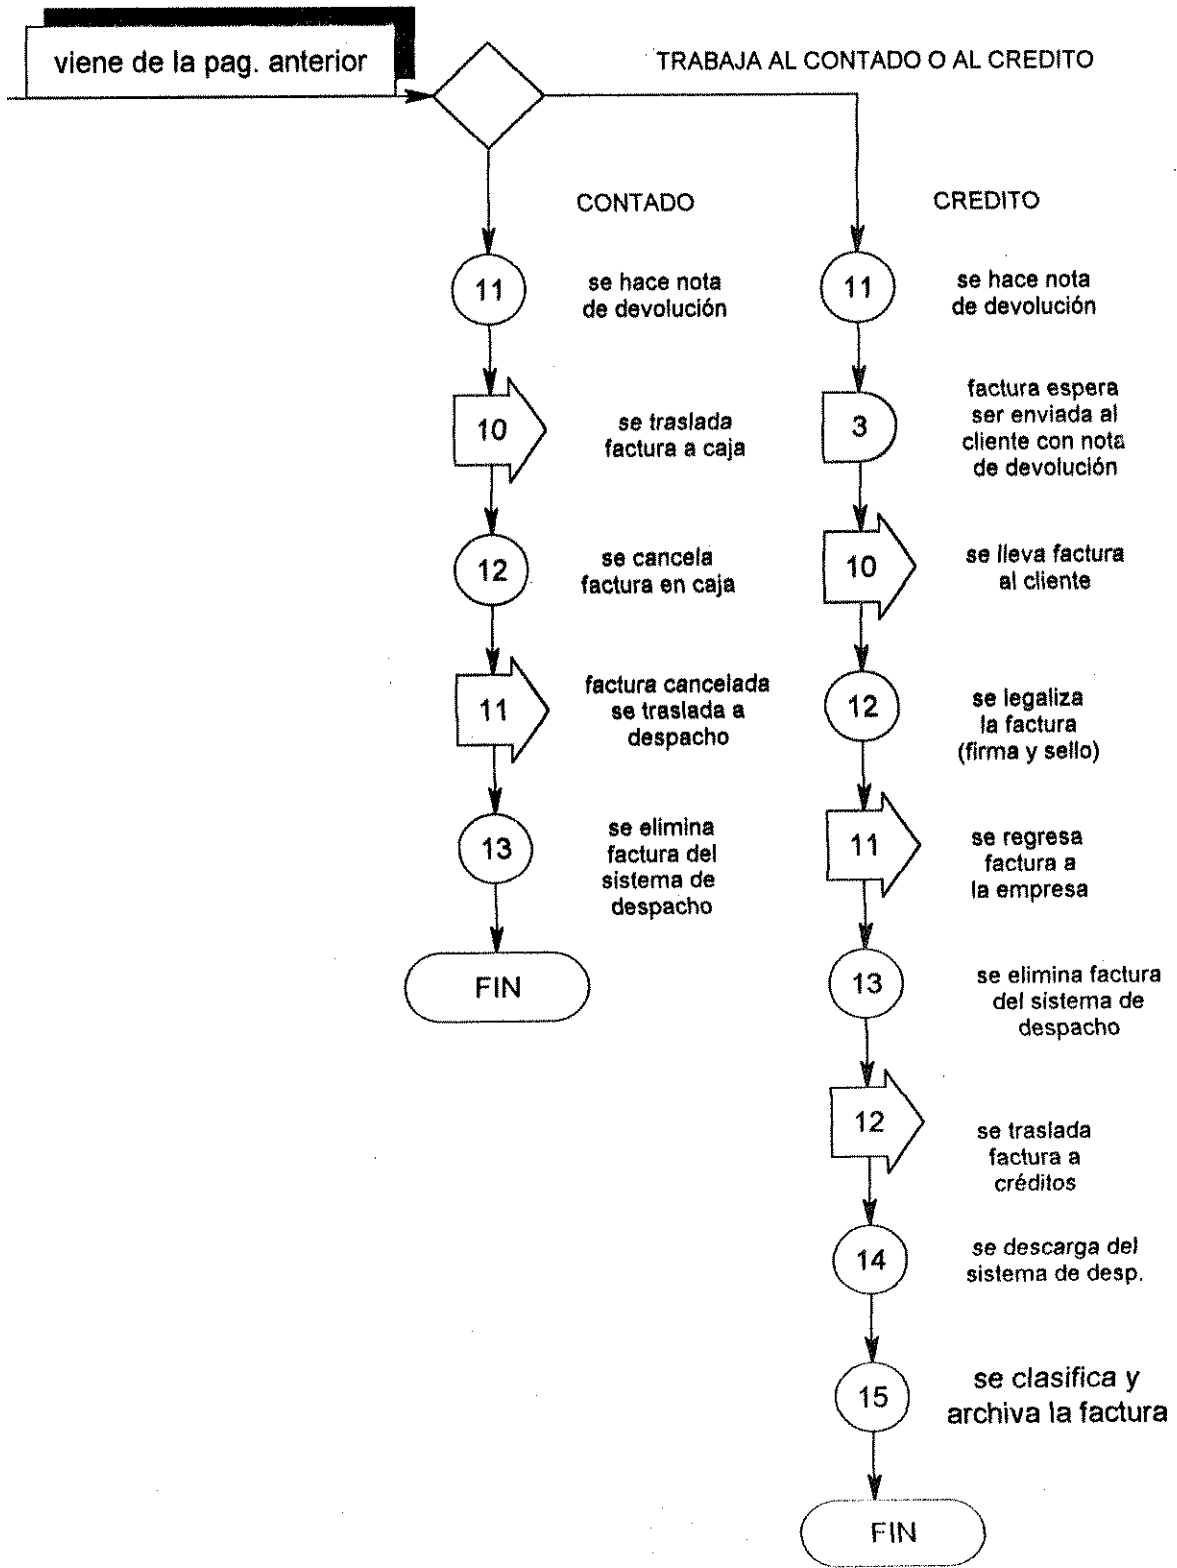 viene de la pag. anterior
TRABAJA AL CONTADO O AL CREDITO
CONTADO
11
se hace nota
de devolución
10
se traslada
factura a caja
12
se cancela
factura en caja
11
factura cancelada
se traslada a
despacho
13
se elimina
factura del
sistema de
despacho
FIN
CREDITO
11
se hace nota
de devolución
3
factura espera
ser enviada al
cliente con nota
de devolución
10
se lleva factura
al cliente
12
se legaliza
la factura
(firma y sello)
11
se regresa
factura a
la empresa
13
se elimina factura
del sistema de
despacho
12
se traslada
factura a
créditos
14
se descarga del
sistema de desp.
15
se clasifica y
archiva la factura
FIN